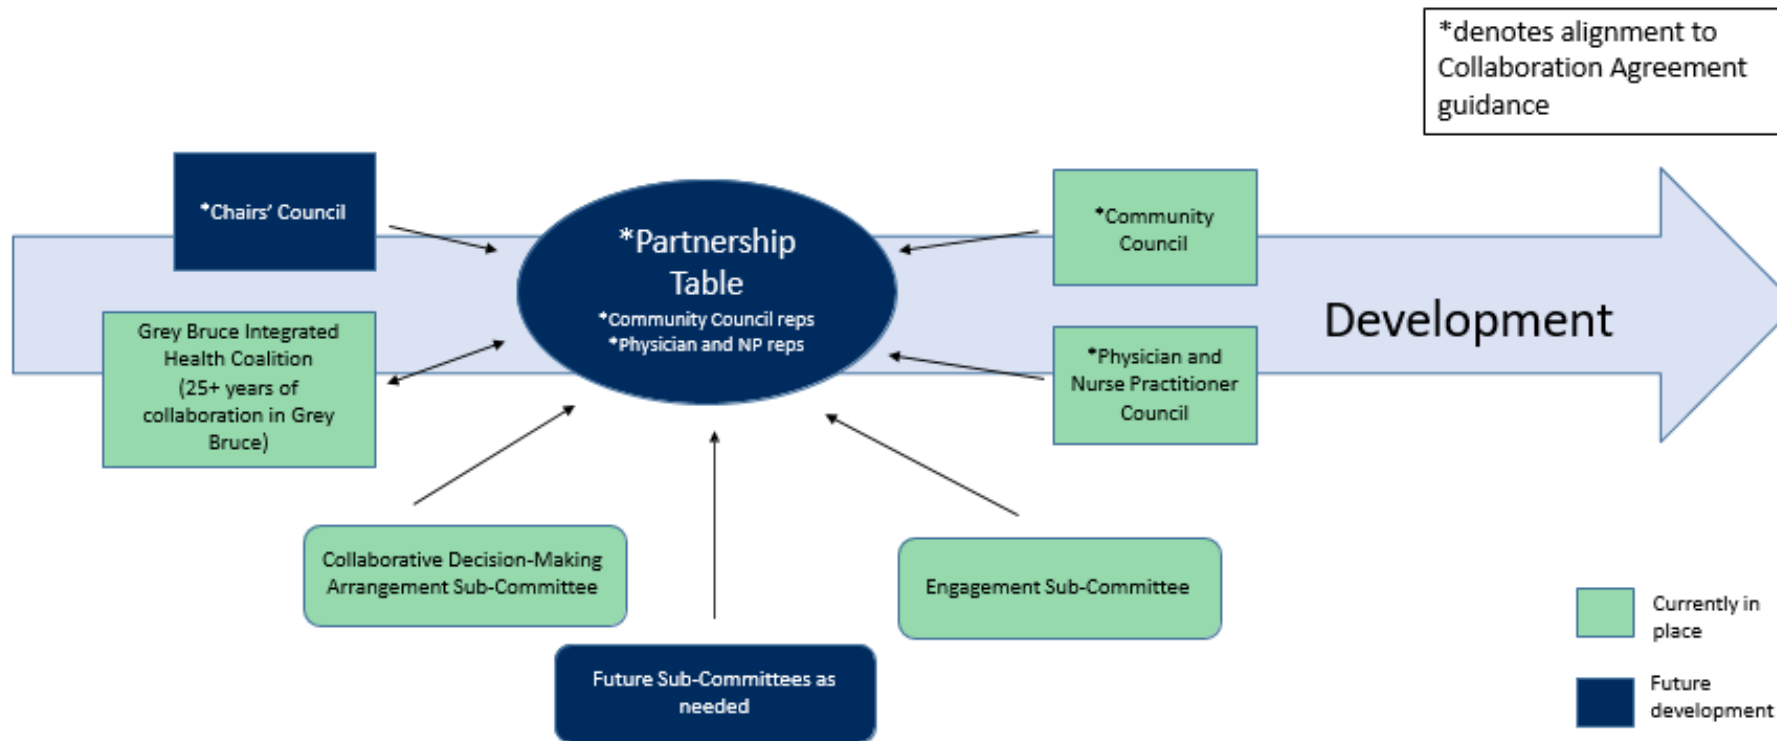 *denotes alignment to
Collaboration Agreement
guidance
*Chairs' Council
*Partnership
Table
*Community Council reps
*Physician and NP reps
*Community
Council
Grey Bruce Integrated
Health Coalition
(25+ years of
collaboration in Grey
Bruce)
*Physician and
Nurse Practitioner
Council
Development
Collaborative Decision-Making
Arrangement Sub-Committee
Engagement Sub-Committee
Future Sub-Committees as
needed
Currently in
place
Future
development